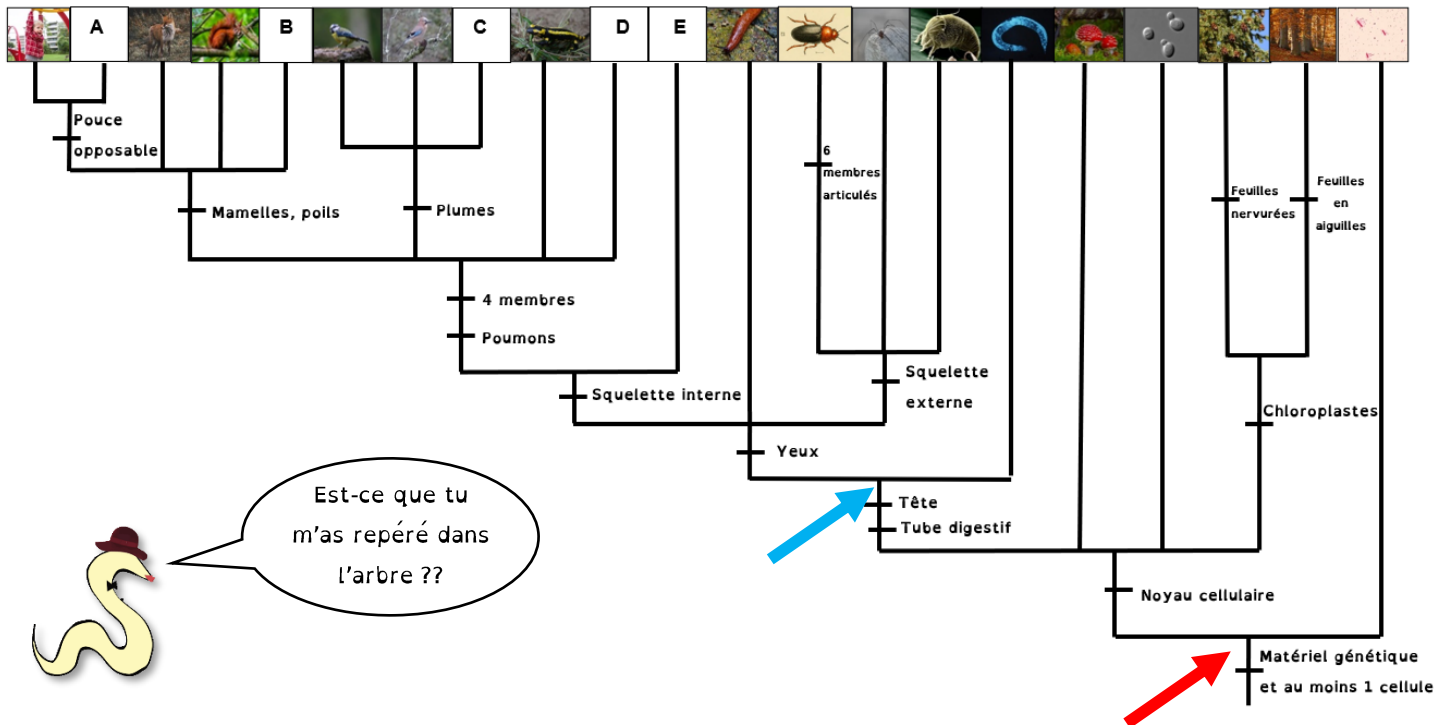 A
B
C
D
E
Pouce
opposable
6
membres
articulés
Feuilles
nervurées
Feuilles
en
aiguilles
Mamelles, poils
Plumes
4 membres
Poumons
Squelette interne
Squelette
externe
Chloroplastes
Yeux
Est-ce que tu
m'as repéré dans
l'arbre ??
Tête
Tube digestif
Noyau cellulaire
Matériel génétique
et au moins 1 cellule